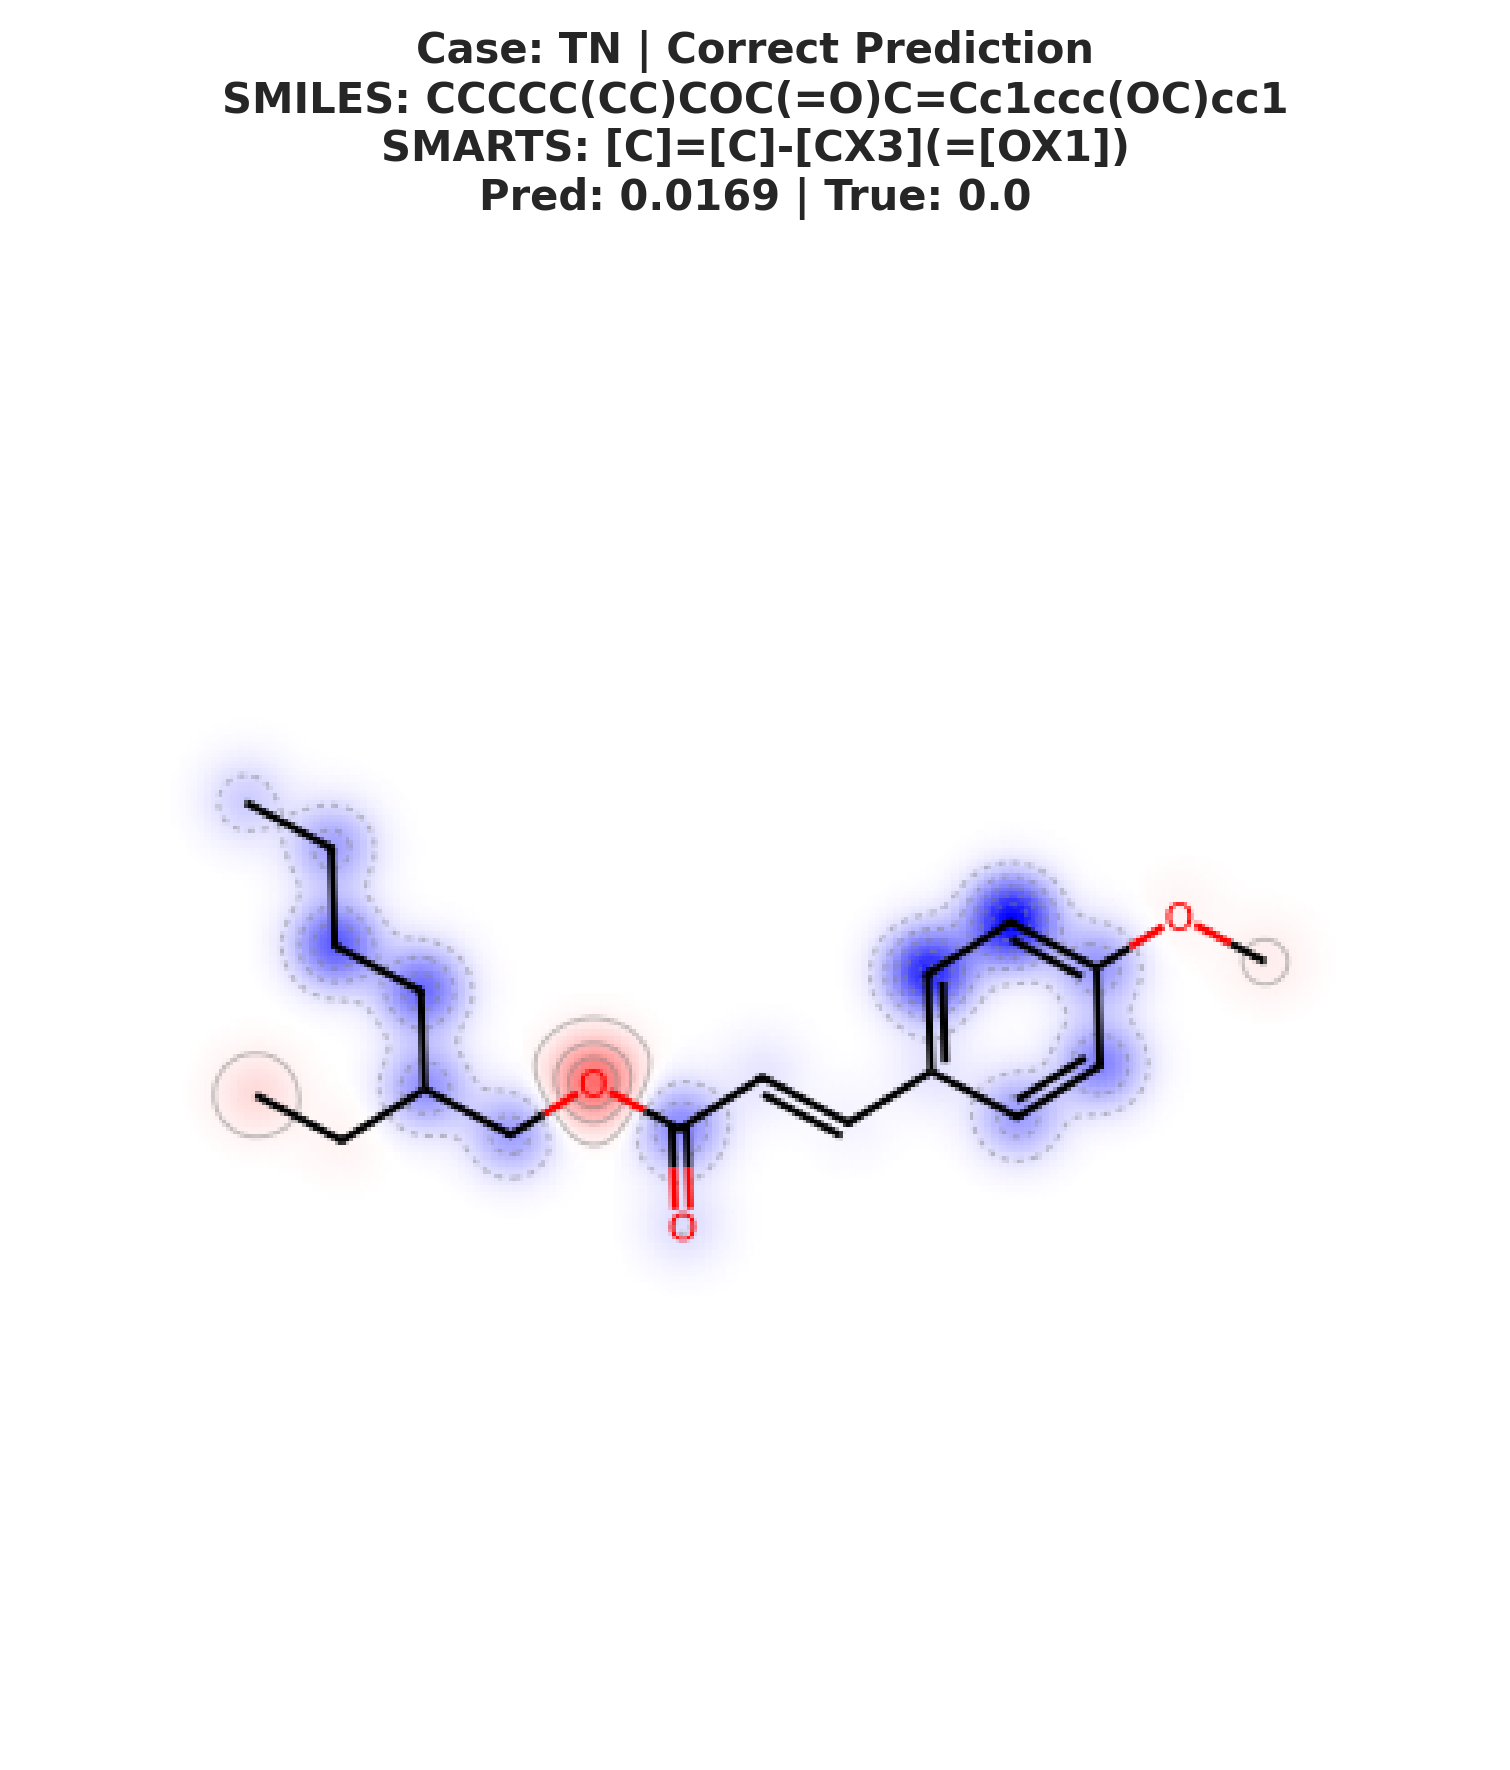 Case: TN | Correct Prediction
SMILES: CCCCC(CC)COC(=O)C=Cc1ccc(OC)cc1
SMARTS: [C]=[C]-[CX3](=[OX1])
Pred: 0.0169 | True: 0.0
O
O
O